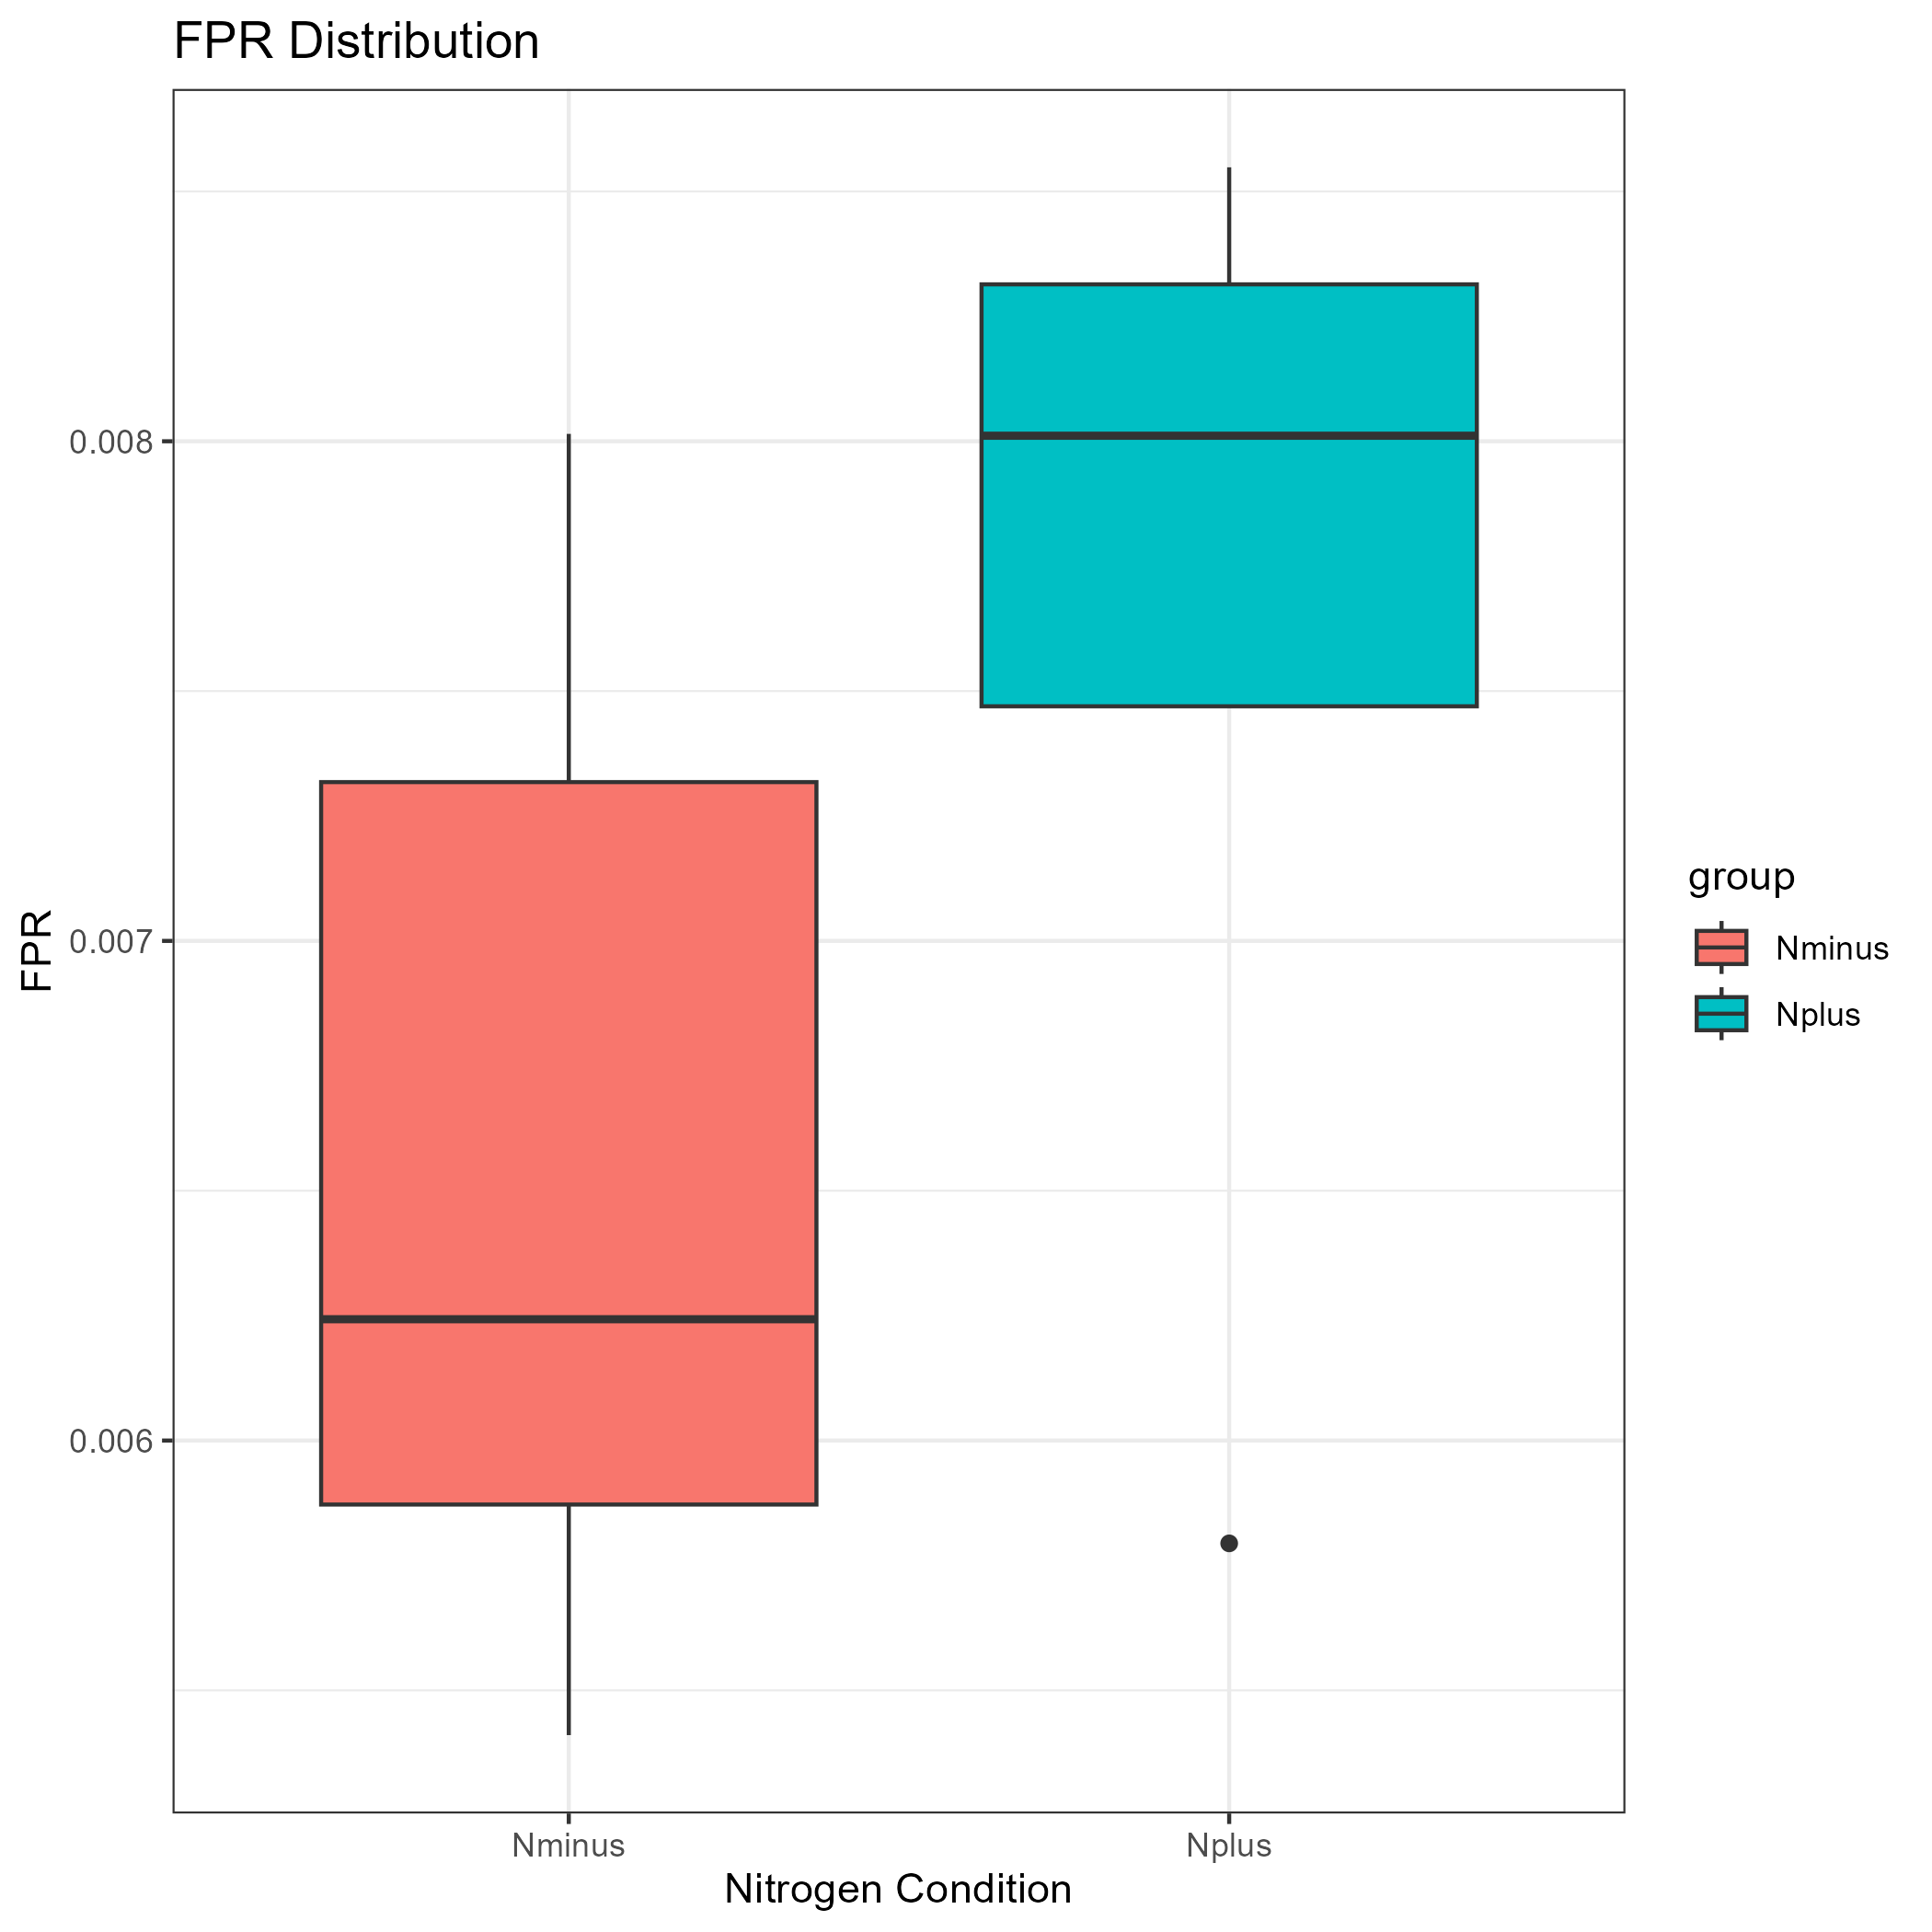 FPR Distribution
0.008
0.007
0.006
FPR
Nminus
Nplus
Nitrogen Condition
group
Nminus
Nplus